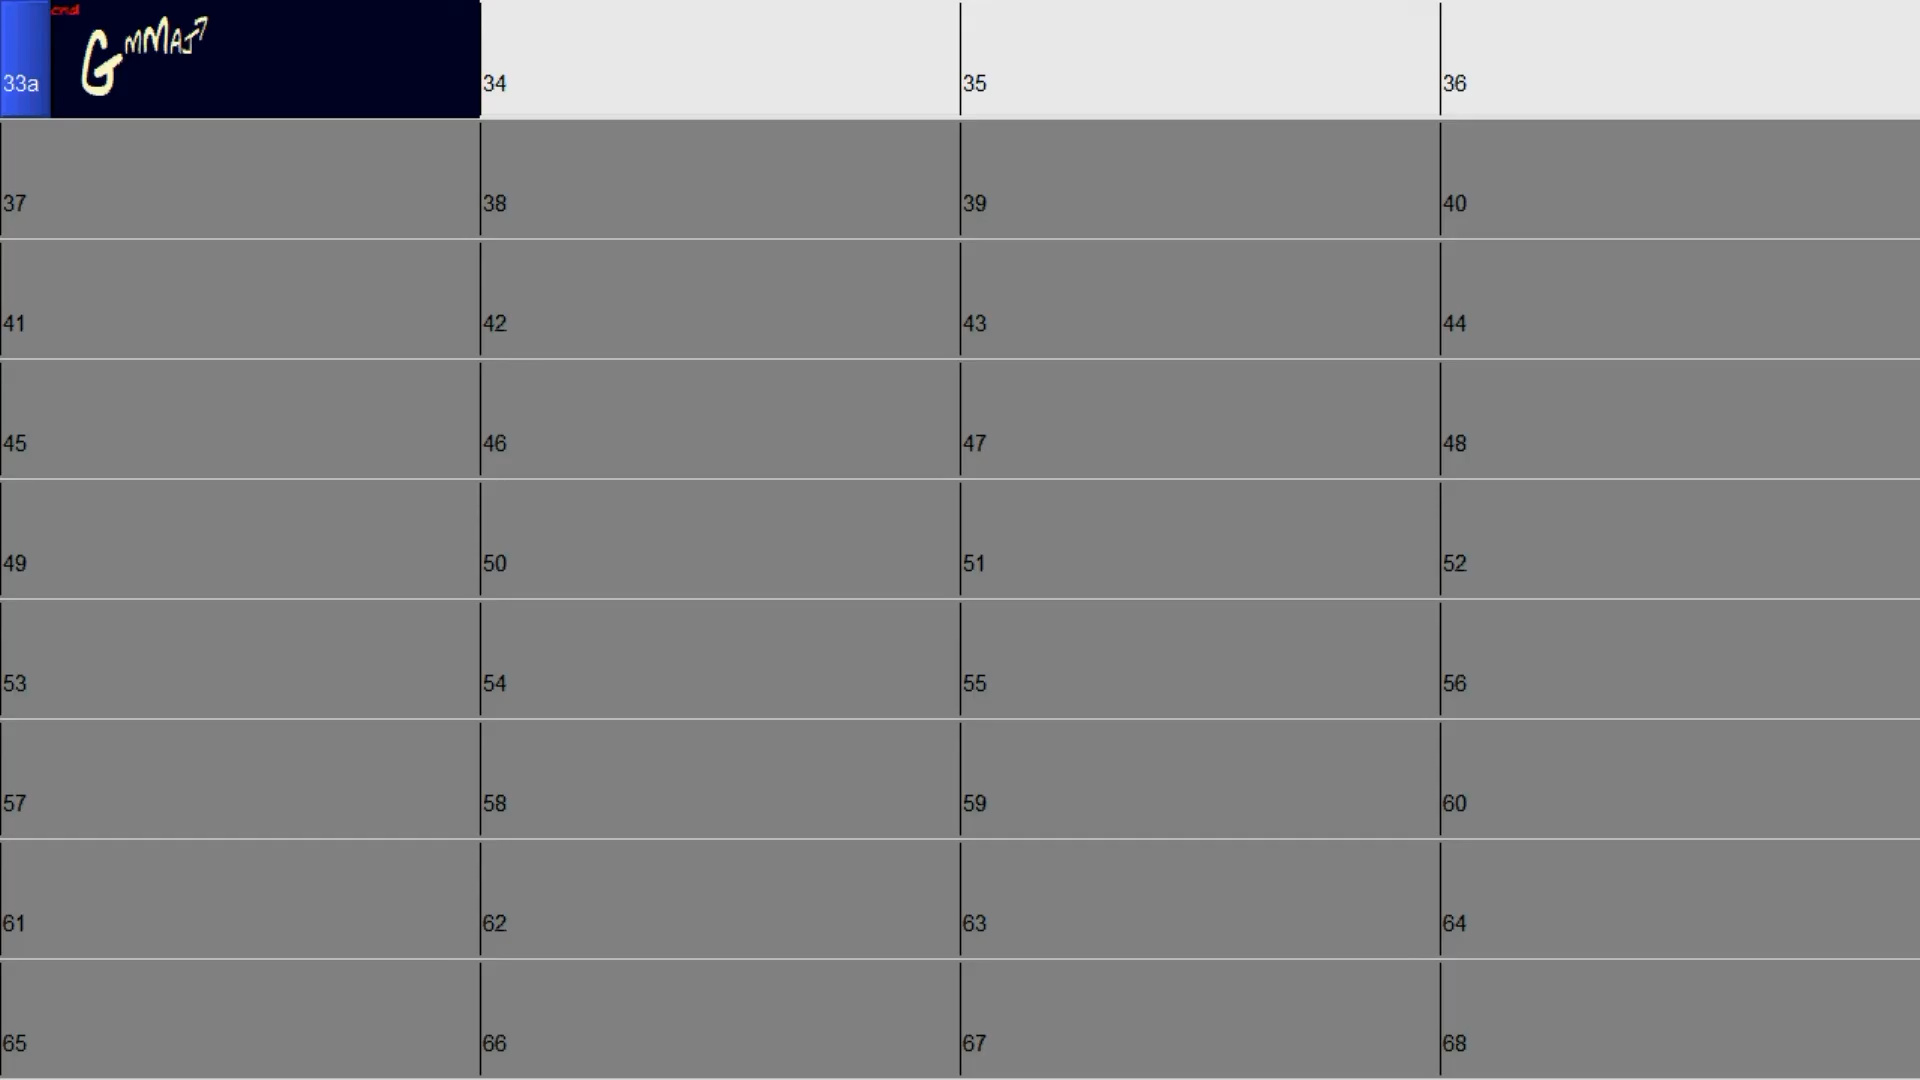 end
GmMAJ7
33a 34 35 36
37 38 39 40
41 42 43 44
45 46 47 48
49 50 51 52
53 54 55 56
57 58 59 60
61 62 63 64
65 66 67 68